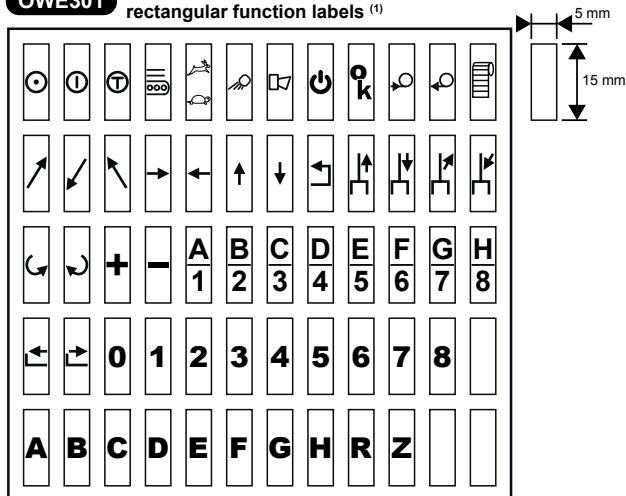 OWE301
rectangular function labels (1)
5 mm
15 mm
T
ok
+ − A/1 B/2 C/3 D/4 E/5 F/6 G/7 H/8
0 1 2 3 4 5 6 7 8
A B C D E F G H R Z